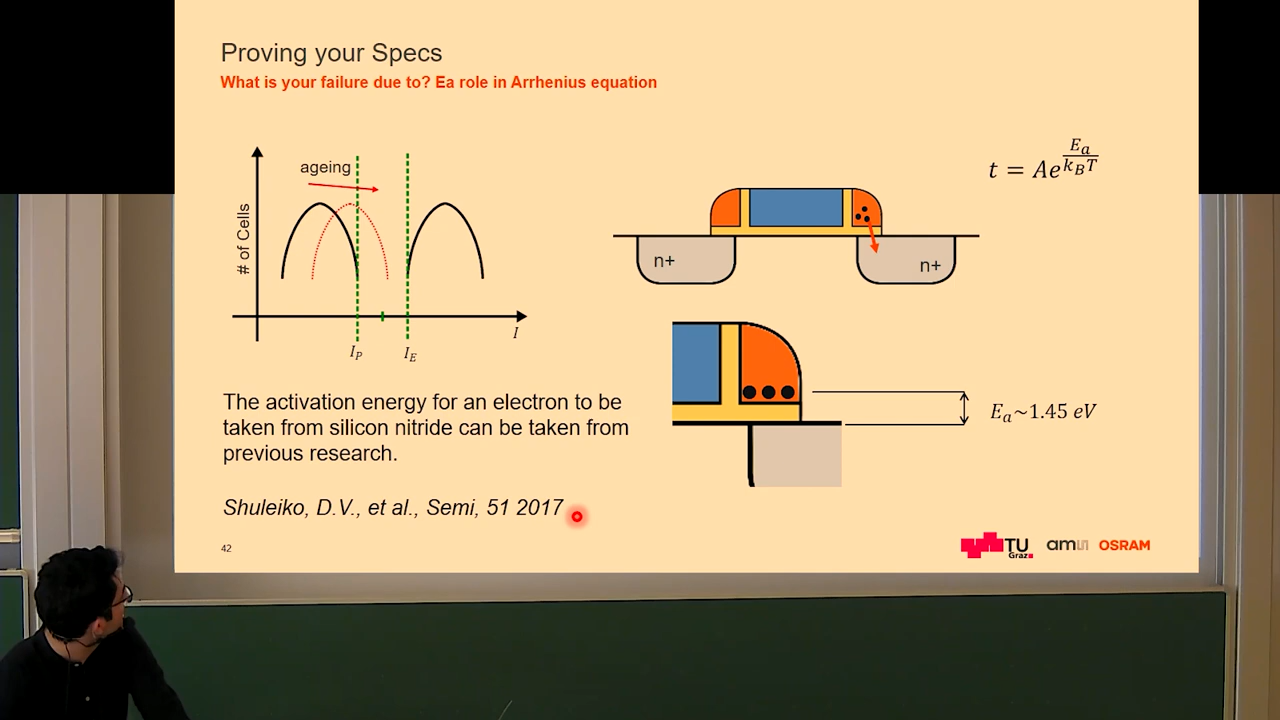 Proving your Specs
What is your failure due to? Ea role in Arrhenius equation
ageing
# of Cells
I
I_P
I_E
n+
n+
t = Ae^{\frac{E_a}{k_B T}}
E_a~1.45 eV
The activation energy for an electron to be
taken from silicon nitride can be taken from
previous research.
Shuleiko, D.V., et al., Semi, 51 2017
42
TU
Graz
am
OSRAM